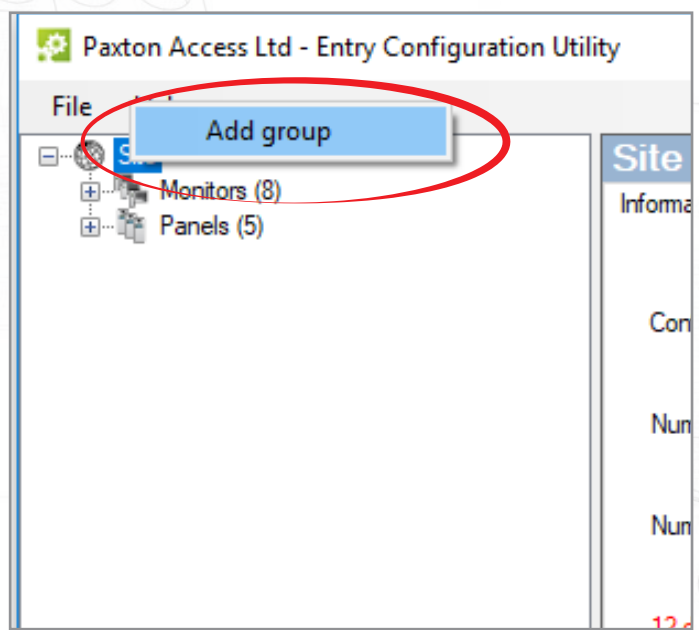 Paxton Access Ltd - Entry Configuration Utility
File
Add group
Site
Monitors (8)
Panels (5)